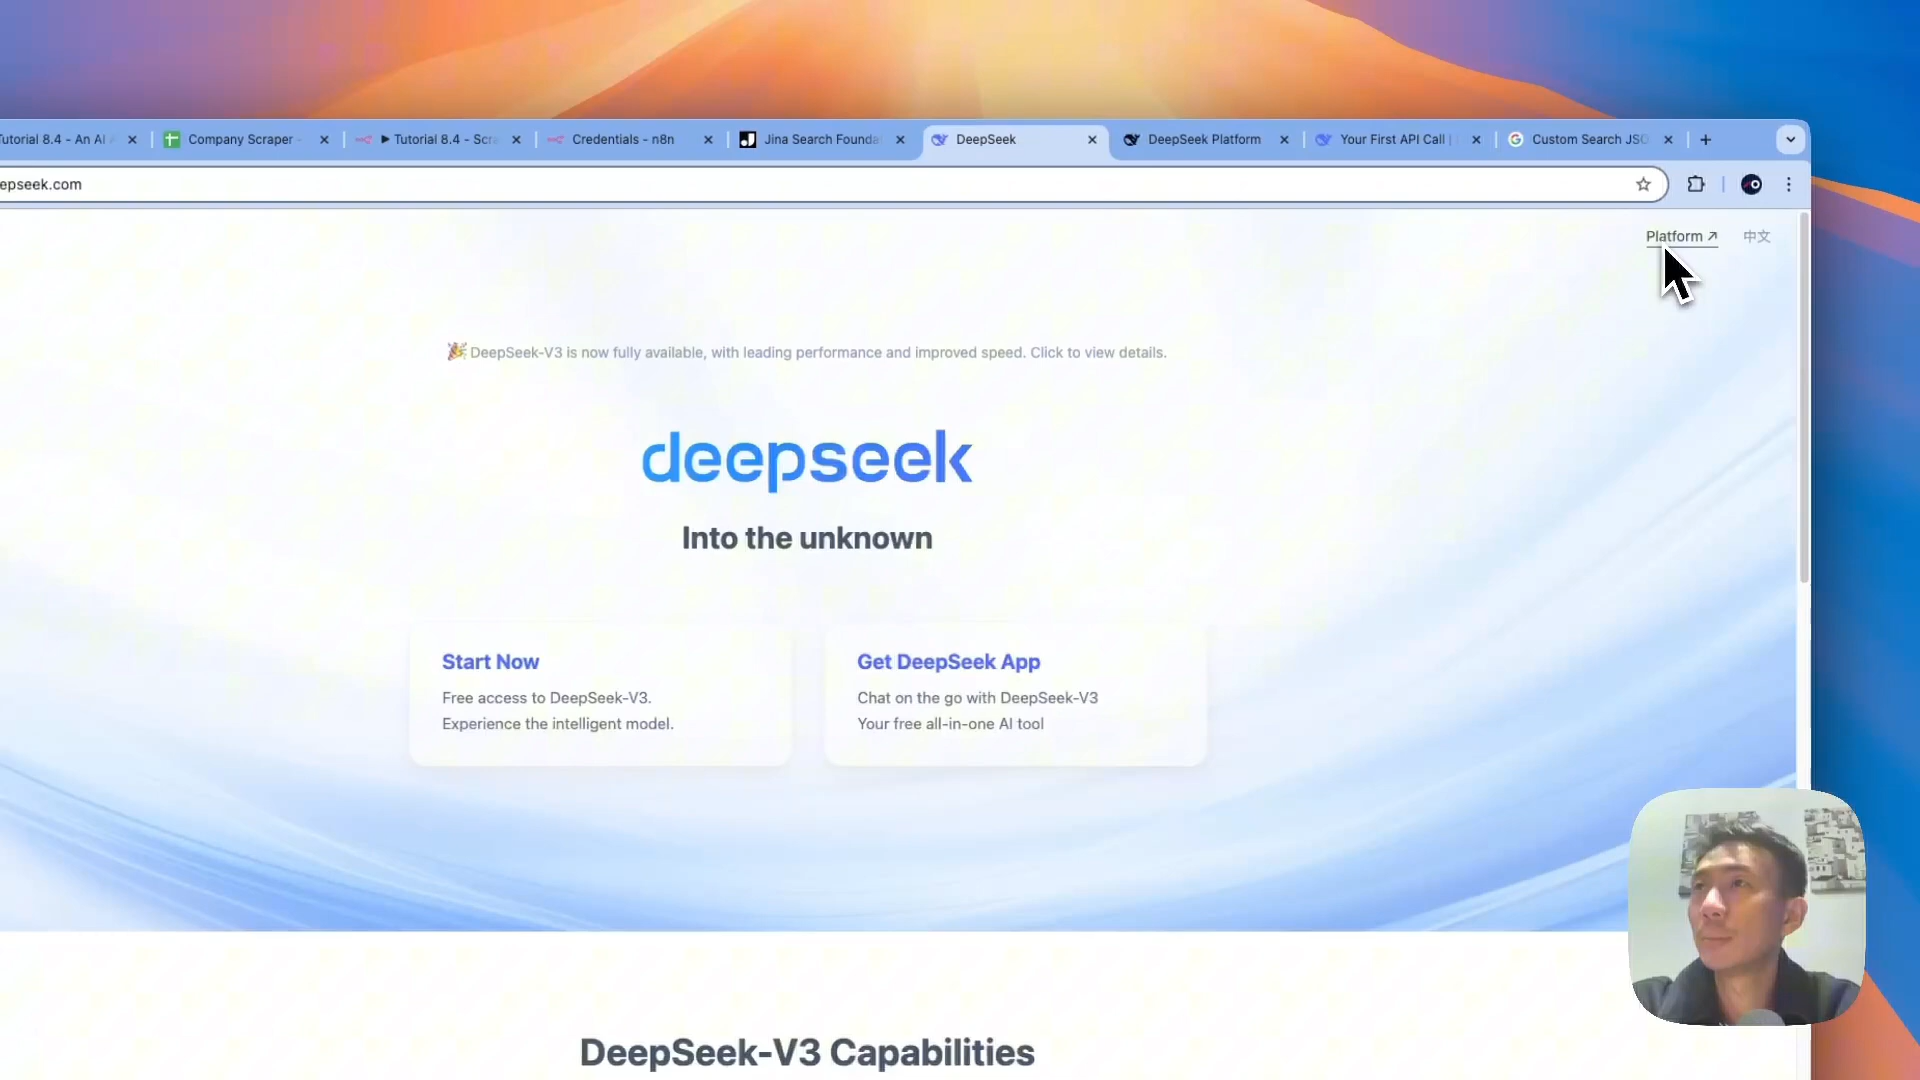 utorial 8.4 - An AI
Company Scraper -
▶ Tutorial 8.4 - Scra
Credentials - n8n
Jina Search Founda
DeepSeek
DeepSeek Platform
Your First API Call |
Custom Search JSO
epseek.com
Platform ↗
中文
🎉 DeepSeek-V3 is now fully available, with leading performance and improved speed. Click to view details.
deepseek
Into the unknown
Start Now
Free access to DeepSeek-V3.
Experience the intelligent model.
Get DeepSeek App
Chat on the go with DeepSeek-V3
Your free all-in-one AI tool
DeepSeek-V3 Capabilities